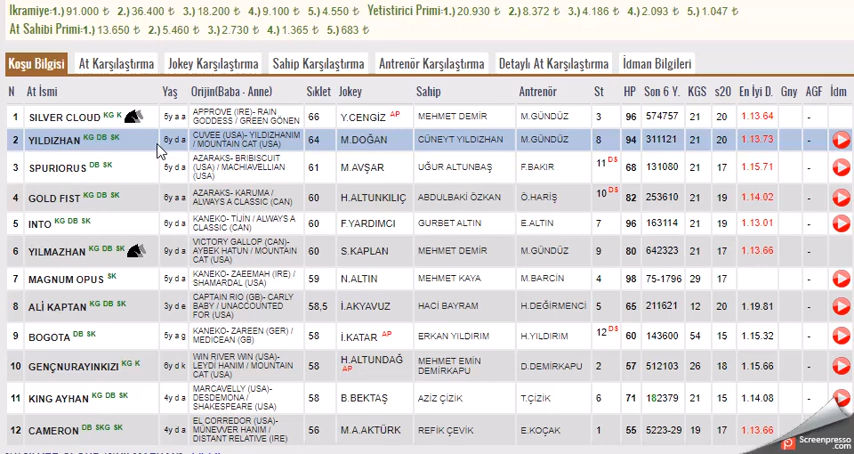 Ikramiye: 1.) 91.000 ₺ 2.) 36.400 ₺ 3.) 18.200 ₺ 4.) 9.100 ₺ 5.) 4.550 ₺ Yetistirici Primi: 1.) 20.930 ₺ 2.) 8.372 ₺ 3.) 4.186 ₺ 4.) 2.093 ₺ 5.) 1.047 ₺
At Sahibi Primi: 1.) 13.650 ₺ 2.) 5.460 ₺ 3.) 2.730 ₺ 4.) 1.365 ₺ 5.) 683 ₺
Koşu Bilgisi At Karşılaştırma Jokey Karşılaştırma Sahip Karşılaştırma Antrenör Karşılaştırma Detaylı At Karşılaştırma İdman Bilgileri
N At İsmi Yaş Orijin(Baba - Anne) Sıklet Jokey Sahip Antrenör St HP Son 6 Y. KGS s20 En İyi D. Gny AGF İdm
1 SILVER CLOUD KG K 5y a a APPROVE (IRE)- RAIN GODDESS / GREEN GÖNEN 66 Y.CENGİZ AP MEHMET DEMİR M.GÜNDÜZ 3 96 574757 21 20 1.13.64 -
2 YILDIZHAN KG DB SK 6y d a CUVEE (USA)- YILDIZHANIM / MOUNTAIN CAT (USA) 64 M.DOĞAN CÜNEYT YILDIZHAN M.GÜNDÜZ 8 94 311121 21 20 1.13.73 -
3 SPURIORUS DB SK 5y d a AZARAKS- BRIBISCUIT (USA) / MACHIAVELLIAN (USA) 61 M.AVŞAR UĞUR ALTUNBAŞ F.BAKIR 11 DS 68 131080 21 17 1.15.71 -
4 GOLD FIST KG DB SK 6y a a AZARAKS- KARUMA / ALWAYS A CLASSIC (CAN) 60 H.ALTUNKILIÇ ABDULBAKİ ÖZKAN Ö.HARİŞ 10 DS 82 253610 21 19 1.14.02 -
5 INTO KG DB SK 6y d a KANEKO- TİJİN / ALWAYS A CLASSIC (CAN) 60 F.YARDIMCI GURBET ALTIN E.ALTIN 7 96 163114 21 19 1.13.01 -
6 YILMAZHAN KG DB SK 9y d a VICTORY GALLOP (CAN)- AYBEK HATUN / MOUNTAIN CAT (USA) 60 S.KAPLAN MEHMET DEMİR M.GÜNDÜZ 9 80 642323 21 17 1.13.66 -
7 MAGNUM OPUS SK 5y d a KANEKO- ZAEEMAH (IRE) / SHAMARDAL (USA) 59 N.ALTIN MEHMET KAYA M.BARCIN 4 98 75-1796 29 17 -
8 ALİ KAPTAN KG DB SK 3y d e CAPTAIN RIO (GB)- CARLY BABY / UNACCOUNTED FOR (USA) 58,5 İ.AKYAVUZ HACİ BAYRAM H.DEĞİRMENCİ 5 65 211621 12 20 1.19.81 -
9 BOGOTA DB SK 5y a g KANEKO- ZAREEN (GER) / MEDICEAN (GB) 58 İ.KATAR AP ERKAN YILDIRIM H.YILDIRIM 12 DS 60 143600 54 15 1.15.32 -
10 GENÇNURAYINKIZI KG K 6y d k WIN RIVER WIN (USA)- LEYDİ HANIM / MOUNTAIN CAT (USA) 58 H.ALTUNDAĞ AP MEHMET EMİN DEMİRKAPU D.DEMİRKAPU 2 57 512103 26 18 1.15.66 -
11 KING AYHAN KG DB SK 4y d a MARCAVELLY (USA)- DESDEMONA / SHAKESPEARE (USA) 58 B.BEKTAŞ AZİZ ÇİZİK T.ÇİZİK 6 71 182379 21 15 1.14.08 -
12 CAMERON DB SKG SK 4y d a EL CORREDOR (USA)- MÜNEVVER HANIM / DISTANT RELATIVE (IRE) 56 M.A.AKTÜRK REFİK ÇEVİK E.KOÇAK 1 55 5223-29 19 17 1.13.66 -
Screenpresso
.com